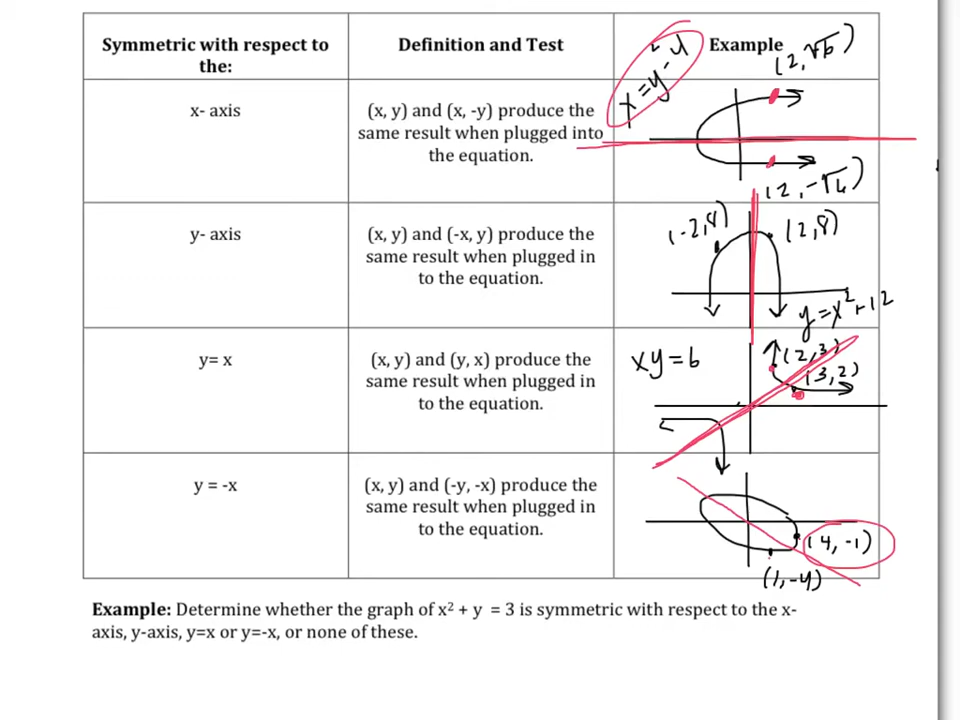 Symmetric with respect to
the:
Definition and Test
Example
x- axis
(x, y) and (x, -y) produce the
same result when plugged into
the equation.
x = y² - 4
(2, √6)
(2, -√6)
y- axis
(x, y) and (-x, y) produce the
same result when plugged in
to the equation.
(-2,8)
(2,8)
y = x² + 12
y= x
(x, y) and (y, x) produce the
same result when plugged in
to the equation.
xy = 6
(2,3)
(3,2)
y = -x
(x, y) and (-y, -x) produce the
same result when plugged in
to the equation.
(4, -1)
(1, -4)
Example: Determine whether the graph of x² + y = 3 is symmetric with respect to the x-
axis, y-axis, y=x or y=-x, or none of these.